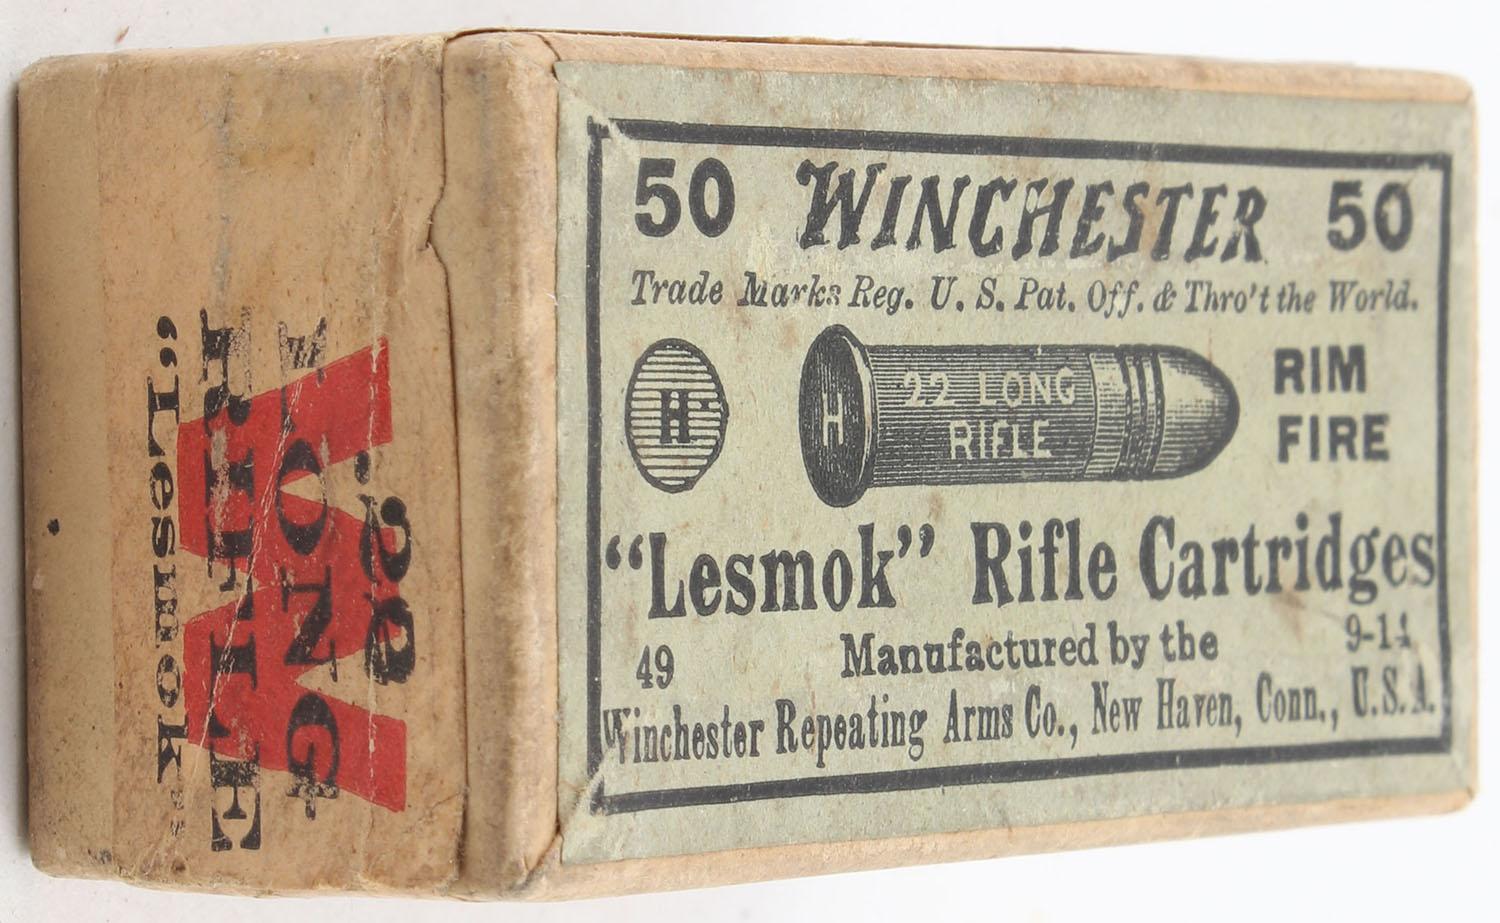 50 WINCHESTER 50
Trade Marks Reg. U. S. Pat. Off. & Thro't the World.
H
H
22 LONG
RIFLE
RIM
FIRE
"Lesmok" Rifle Cartridges
49 Manufactured by the 9-14
Winchester Repeating Arms Co., New Haven, Conn., U.S.A.
W
.22
LONG
RIFLE
"Lesmok"